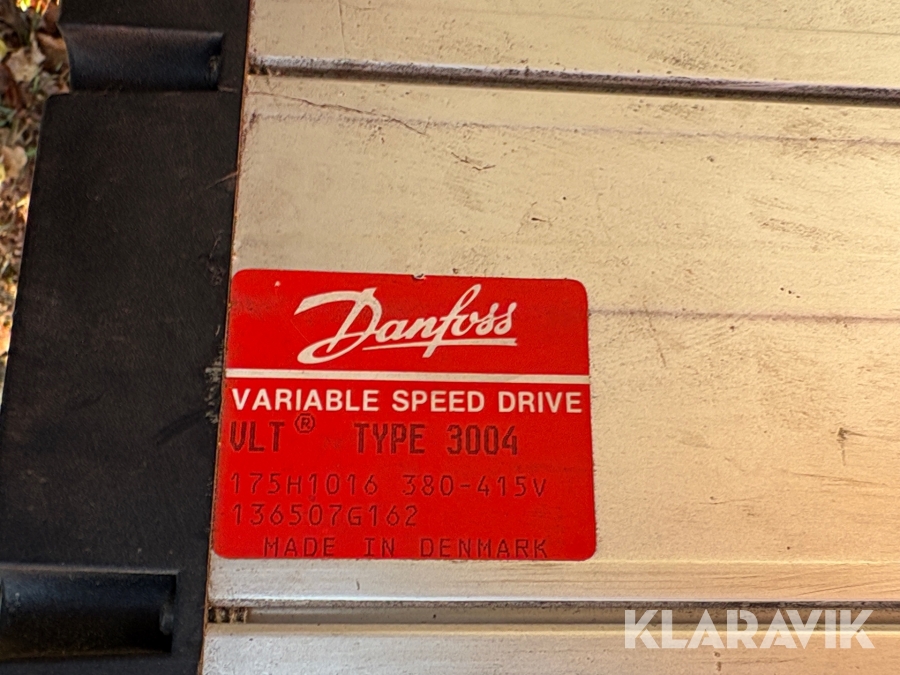 Danfoss
VARIABLE SPEED DRIVE
VLT ® TYPE 3004
175H1016 380-415V
136507G162
MADE IN DENMARK
KLARAVIK